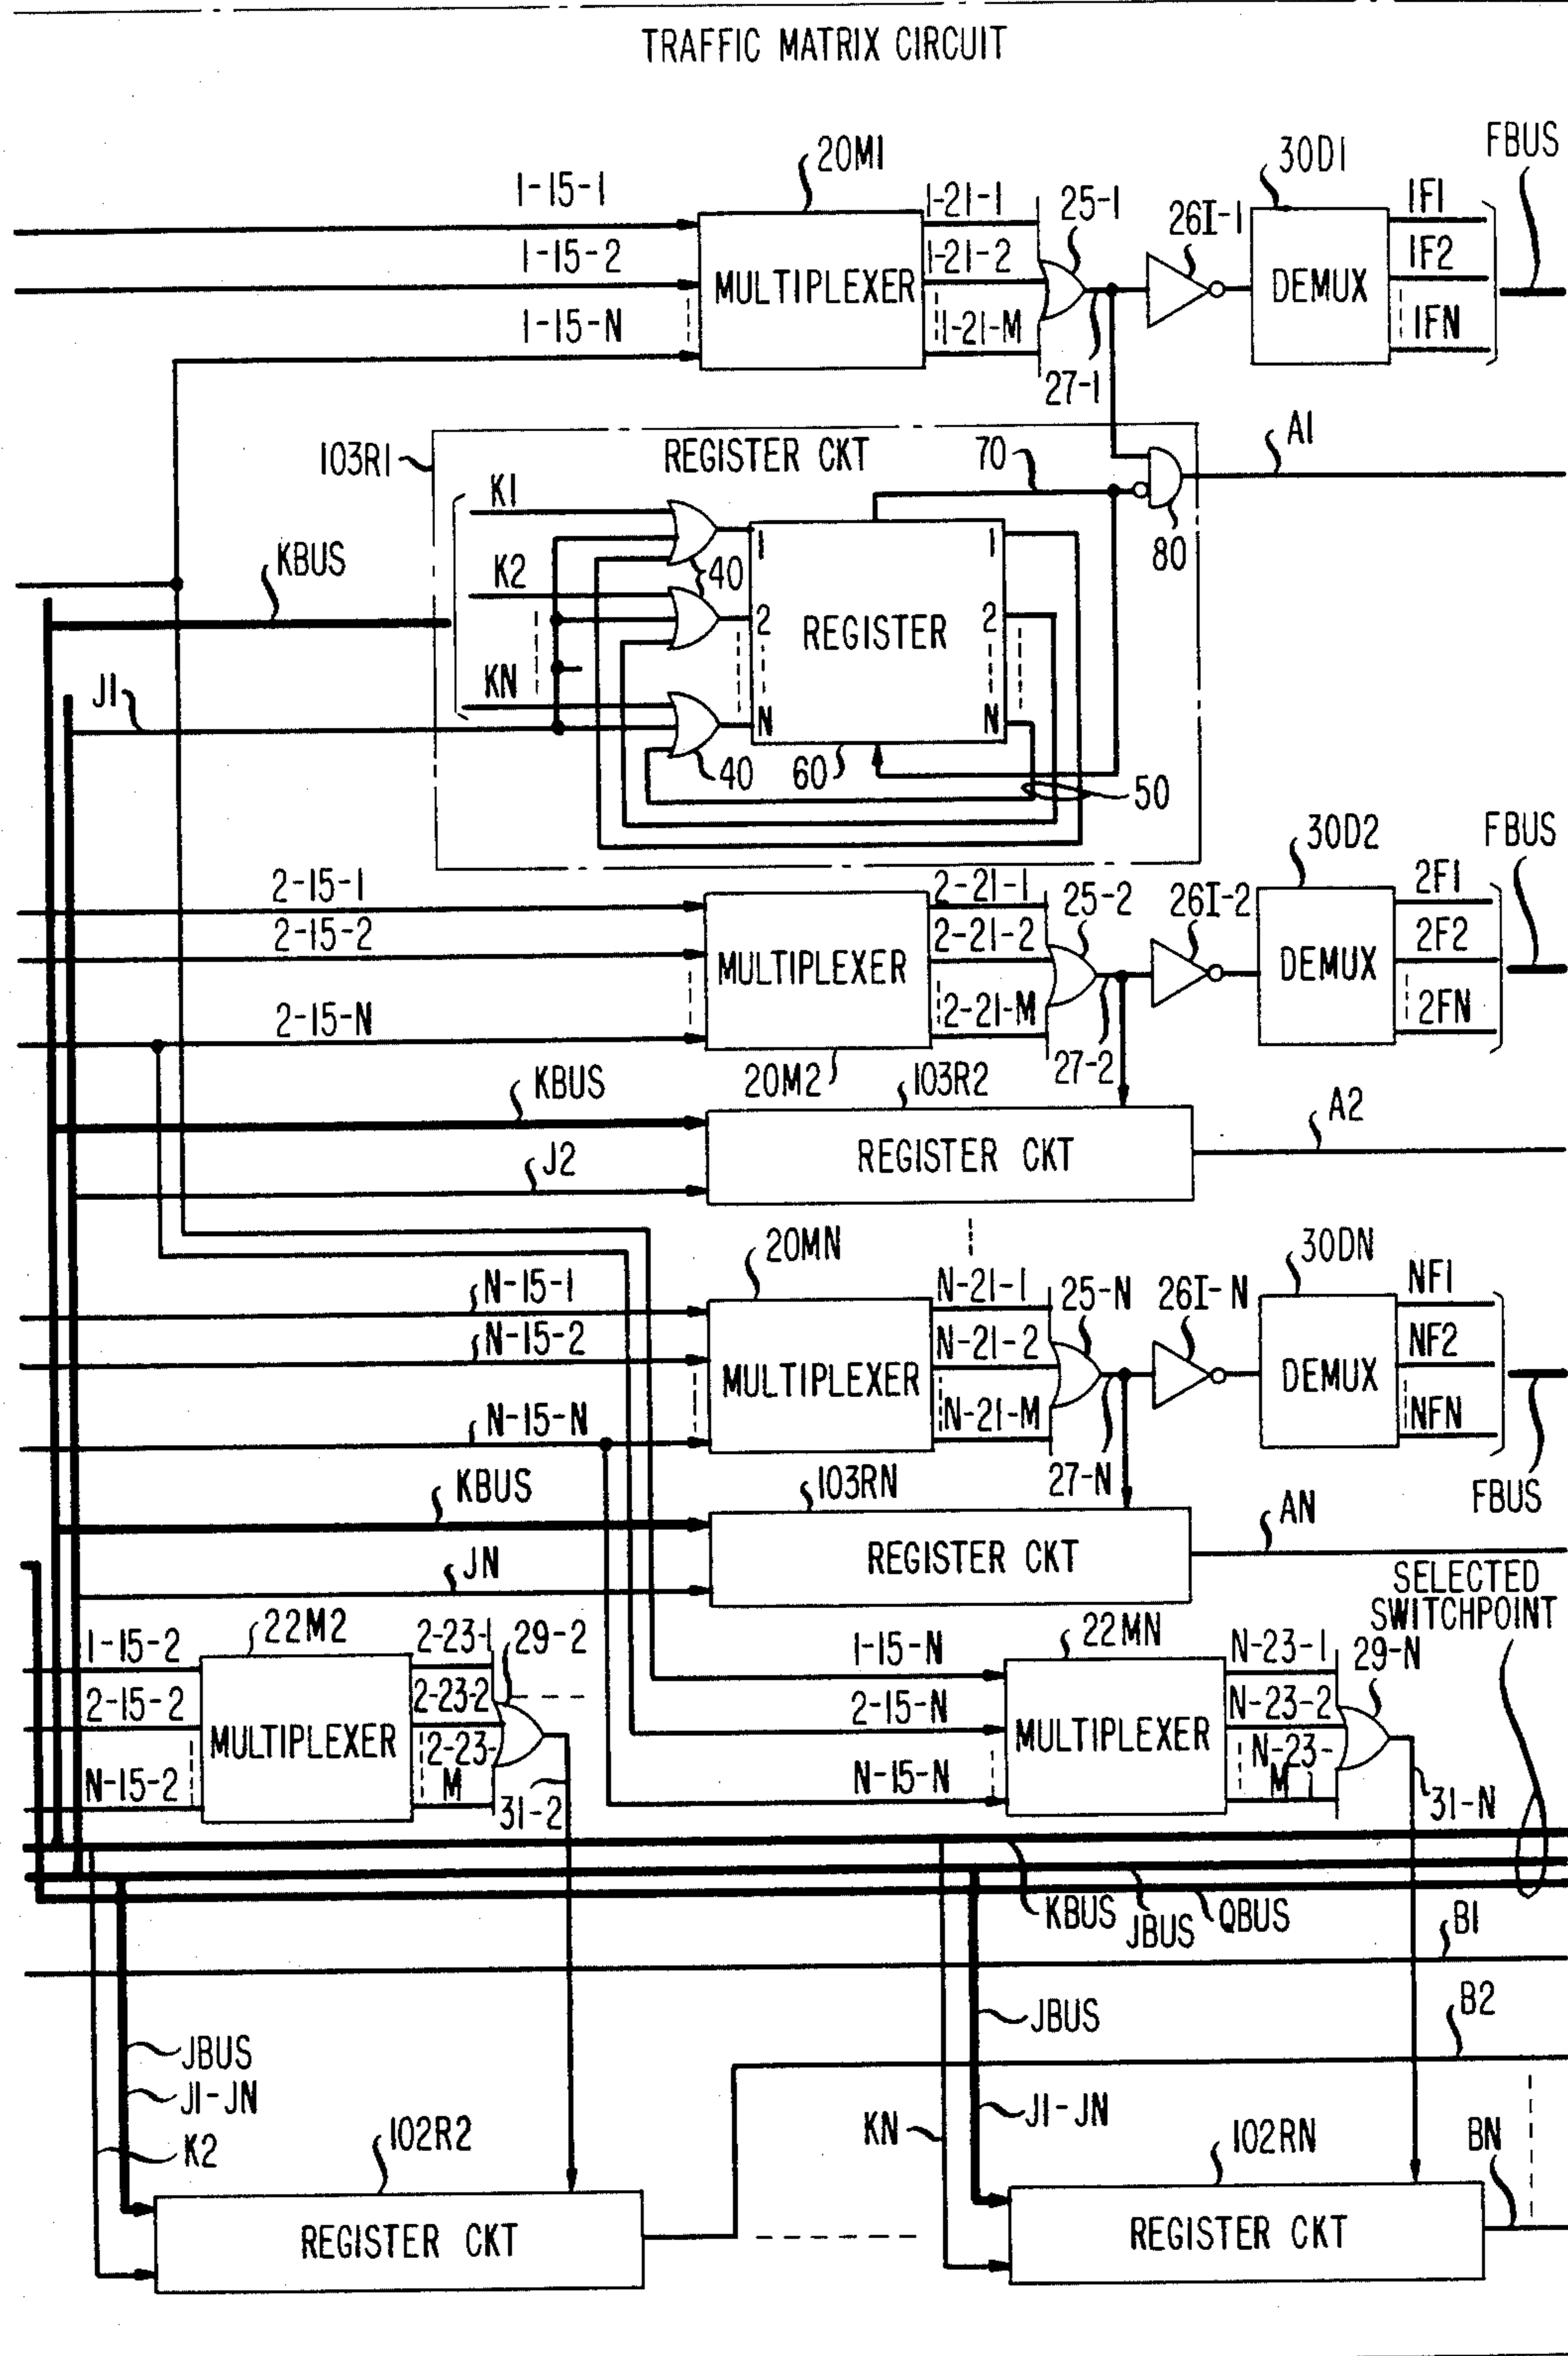 TRAFFIC MATRIX CIRCUIT
20M1
30D1
FBUS
1-15-1
1-21-1
25-1
26I-1
1F1
1-15-2
MULTIPLEXER
1-21-2
DEMUX
1F2
1-15-N
1-21-M
1FN
27-1
103R1
REGISTER CKT
70
A1
K1
KBUS
K2
40
1
1
80
2
REGISTER
2
J1
KN
N
N
40
60
50
30D2
FBUS
2-15-1
2-21-1
25-2
26I-2
2F1
2-15-2
MULTIPLEXER
2-21-2
DEMUX
2F2
2-15-N
2-21-M
2FN
KBUS
20M2
103R2
27-2
A2
J2
REGISTER CKT
20MN
30DN
N-15-1
N-21-1
25-N
26I-N
NF1
N-15-2
MULTIPLEXER
N-21-2
DEMUX
NF2
N-15-N
N-21-M
NFN
KBUS
103RN
27-N
AN
FBUS
JN
REGISTER CKT
SELECTED
SWITCHPOINT
1-15-2
22M2
2-23-1
29-2
1-15-N
22MN
N-23-1
29-N
2-15-2
MULTIPLEXER
2-23-2
2-15-N
MULTIPLEXER
N-23-2
N-15-2
2-23-
M
31-2
N-15-N
N-23-
M
31-N
KBUS
JBUS
QBUS
B1
JBUS
JBUS
B2
J1-JN
J1-JN
K2
102R2
KN
102RN
BN
REGISTER CKT
REGISTER CKT